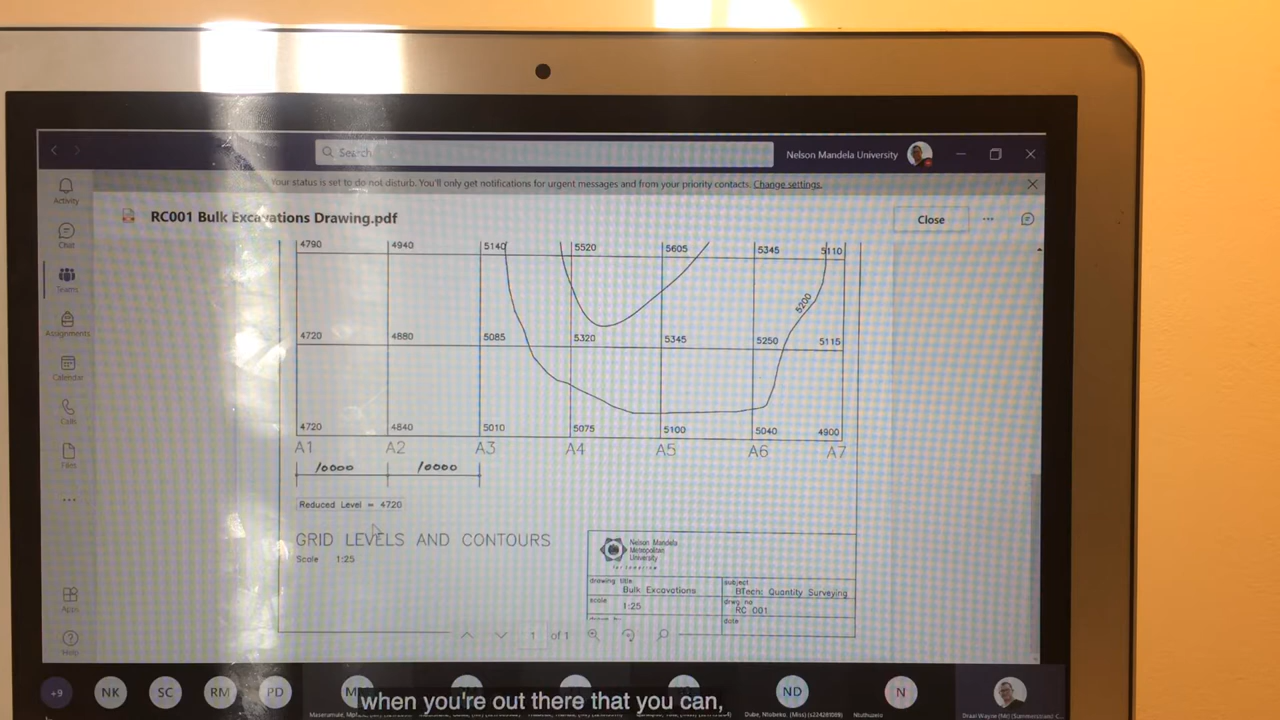 Search
Nelson Mandela University
Your status is set to do not disturb. You'll only get notifications for urgent messages and from your priority contacts. Change settings.
Activity
RC001 Bulk Excavations Drawing.pdf
Close
Chat
4790 4940 5140 5520 5605 5345 5110
Teams
5200
Assignments
4720 4880 5085 5320 5345 5250 5115
Calendar
Calls
4720 4840 5010 5075 5100 5040 4900
A1 A2 A3 A4 A5 A6 A7
Files
10000 10000
Reduced Level = 4720
GRID LEVELS AND CONTOURS
Scale 1:25
Nelson Mandela
Metropolitan
University
for tomorrow
drawing title
Bulk Excavations
subject
BTech: Quantity Surveying
scale
1:25
drwg no
RC 001
date
Apps
1 of 1
Help
+9 NK SC RM PD ND N
when you're out there that you can,